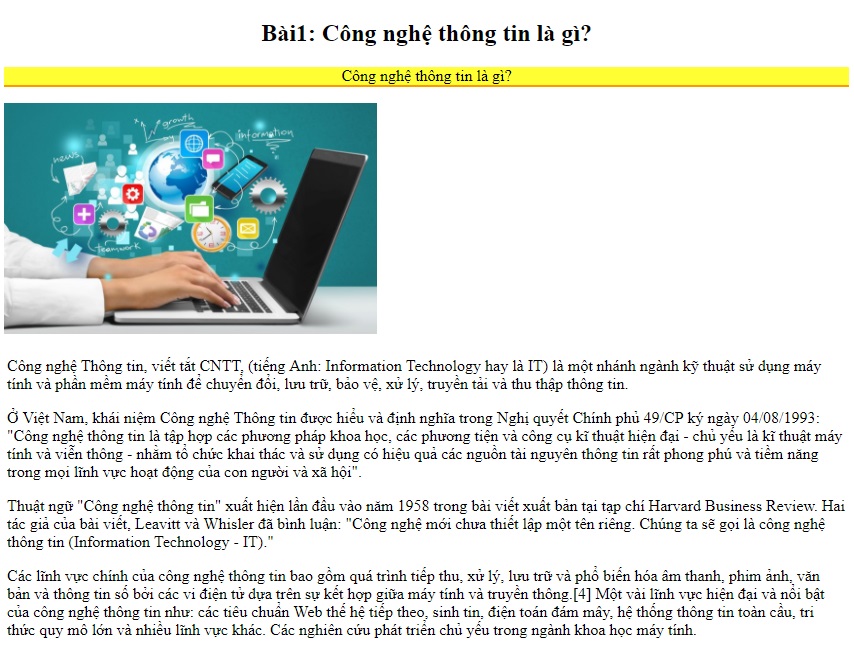 Bài1: Công nghệ thông tin là gì?
Công nghệ thông tin là gì?
growth
information
news
teamwork
Công nghệ Thông tin, viết tắt CNTT, (tiếng Anh: Information Technology hay là IT) là một nhánh ngành kỹ thuật sử dụng máy
tính và phần mềm máy tính để chuyển đổi, lưu trữ, bảo vệ, xử lý, truyền tải và thu thập thông tin.
Ở Việt Nam, khái niệm Công nghệ Thông tin được hiểu và định nghĩa trong Nghị quyết Chính phủ 49/CP ký ngày 04/08/1993:
"Công nghệ thông tin là tập hợp các phương pháp khoa học, các phương tiện và công cụ kĩ thuật hiện đại - chủ yếu là kĩ thuật máy
tính và viễn thông - nhằm tổ chức khai thác và sử dụng có hiệu quả các nguồn tài nguyên thông tin rất phong phú và tiềm năng
trong mọi lĩnh vực hoạt động của con người và xã hội".
Thuật ngữ "Công nghệ thông tin" xuất hiện lần đầu vào năm 1958 trong bài viết xuất bản tại tạp chí Harvard Business Review. Hai
tác giả của bài viết, Leavitt và Whisler đã bình luận: "Công nghệ mới chưa thiết lập một tên riêng. Chúng ta sẽ gọi là công nghệ
thông tin (Information Technology - IT)."
Các lĩnh vực chính của công nghệ thông tin bao gồm quá trình tiếp thu, xử lý, lưu trữ và phổ biến hóa âm thanh, phim ảnh, văn
bản và thông tin số bởi các vi điện tử dựa trên sự kết hợp giữa máy tính và truyền thông.[4] Một vài lĩnh vực hiện đại và nổi bật
của công nghệ thông tin như: các tiêu chuẩn Web thế hệ tiếp theo, sinh tin, điện toán đám mây, hệ thống thông tin toàn cầu, tri
thức quy mô lớn và nhiều lĩnh vực khác. Các nghiên cứu phát triển chủ yếu trong ngành khoa học máy tính.